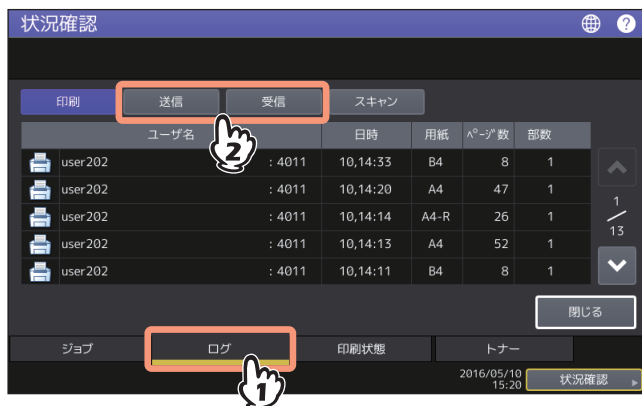 状況確認
?
印刷 送信 受信 スキャン
ユーザ名 日時 用紙 ページ数 部数
user202 : 4011 10,14:33 B4 8 1
user202 : 4011 10,14:20 A4 47 1
user202 : 4011 10,14:14 A4-R 26 1
user202 : 4011 10,14:13 A4 52 1
user202 : 4011 10,14:11 B4 8 1
1
13
2
閉じる
ジョブ ログ 印刷状態 トナー
1
2016/05/10
15:20
状況確認